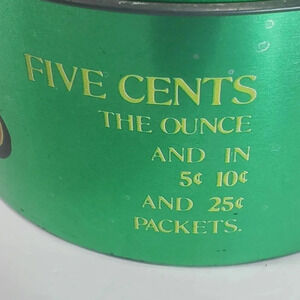 FIVE CENTS
THE OUNCE
AND IN
5¢ 10¢
AND 25¢
PACKETS.